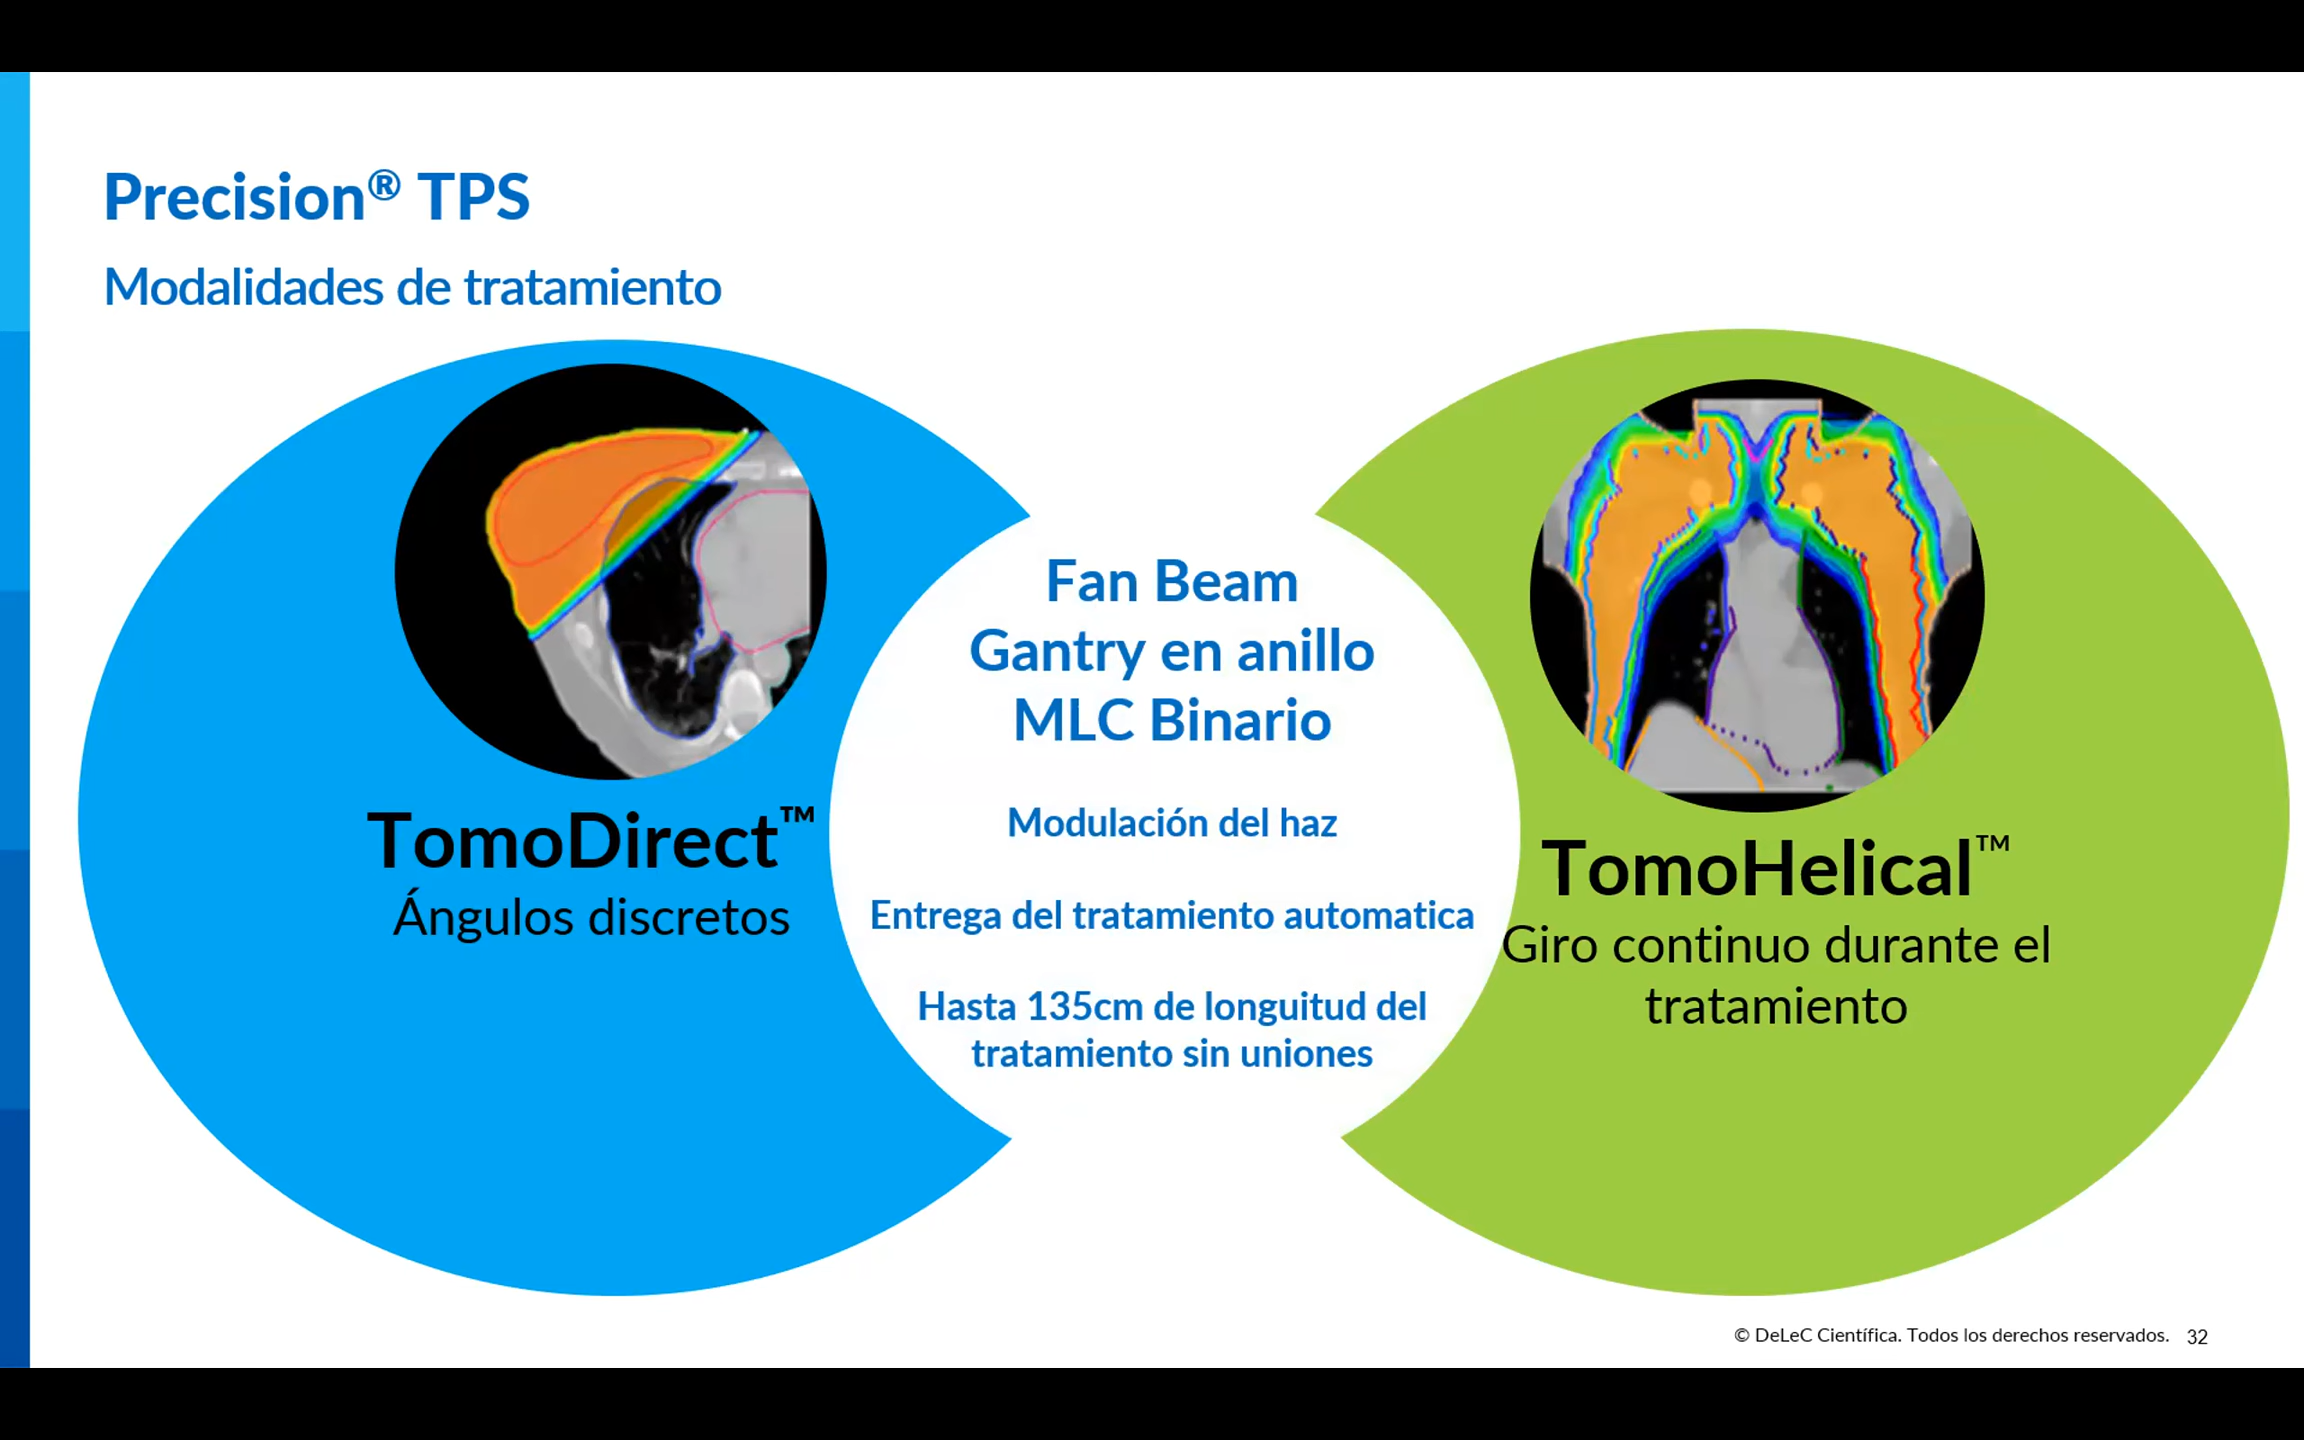 Precision® TPS
Modalidades de tratamiento
TomoDirect™
Ángulos discretos
Fan Beam
Gantry en anillo
MLC Binario
Modulación del haz
Entrega del tratamiento automatica
Hasta 135cm de longuitud del
tratamiento sin uniones
TomoHelical™
Giro continuo durante el
tratamiento
© DeLeC Científica. Todos los derechos reservados. 32